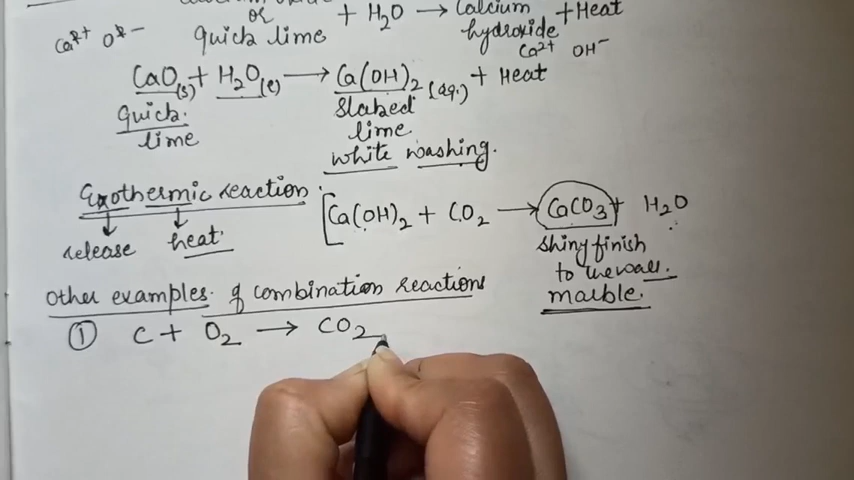 or + H₂O → Calcium + Heat
Ca²⁺ O²⁻ quick lime hydroxide
Ca²⁺ OH⁻
CaO(s) + H₂O(l) → Ca(OH)₂ (aq.) + Heat
quick slaked
lime lime
white washing.
Exothermic reaction:
release heat.
[Ca(OH)₂ + CO₂ → CaCO₃ + H₂O
shiny finish
to the walls.
marble.
Other examples of combination reactions
① C + O₂ → CO₂